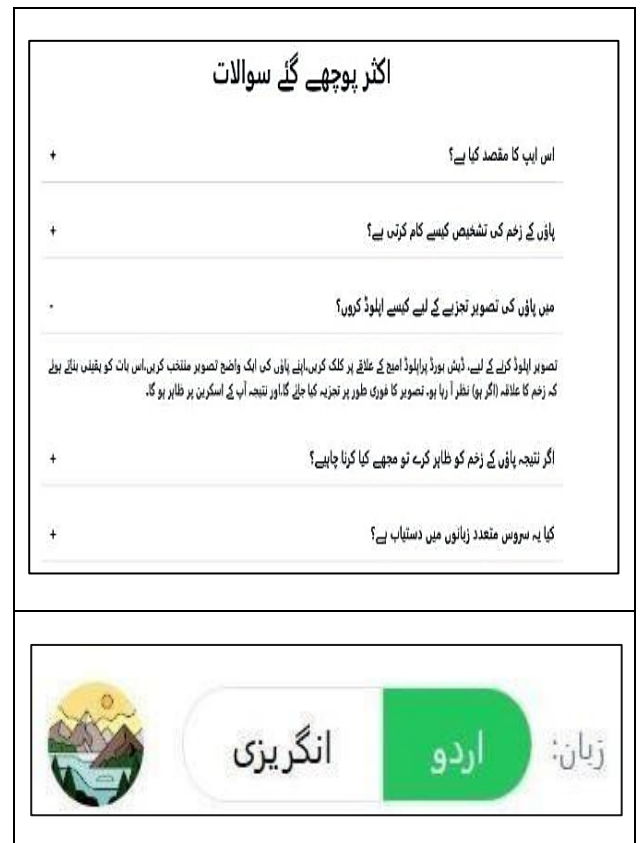 اکثر پوچھے گئے سوالات
اس ایپ کا مقصد کیا ہے؟ +
پاؤں کے زخم کی تشخیص کیسے کام کرتی ہے؟ +
میں پاؤں کی تصویر تجزیے کے لیے کیسے اپلوڈ کروں؟ -
تصویر اپلوڈ کرنے کے لیے، ڈیش بورڈ پراپلوڈ امیج کے علاقے پر کلک کریں،اپنے پاؤں کی ایک واضح تصویر منتخب کریں،اس بات کو یقینی بناتے ہوئے
کہ زخم کا علاقہ (اگر ہو) نظر آ رہا ہو۔ تصویر کا فوری طور پر تجزیہ کیا جائے گا،اور نتیجہ آپ کے اسکرین پر ظاہر ہو گا۔
اگر نتیجہ پاؤں کے زخم کو ظاہر کرے تو مجھے کیا کرنا چاہیے؟ +
کیا یہ سروس متعدد زبانوں میں دستیاب ہے؟ +
زبان: اردو انگریزی